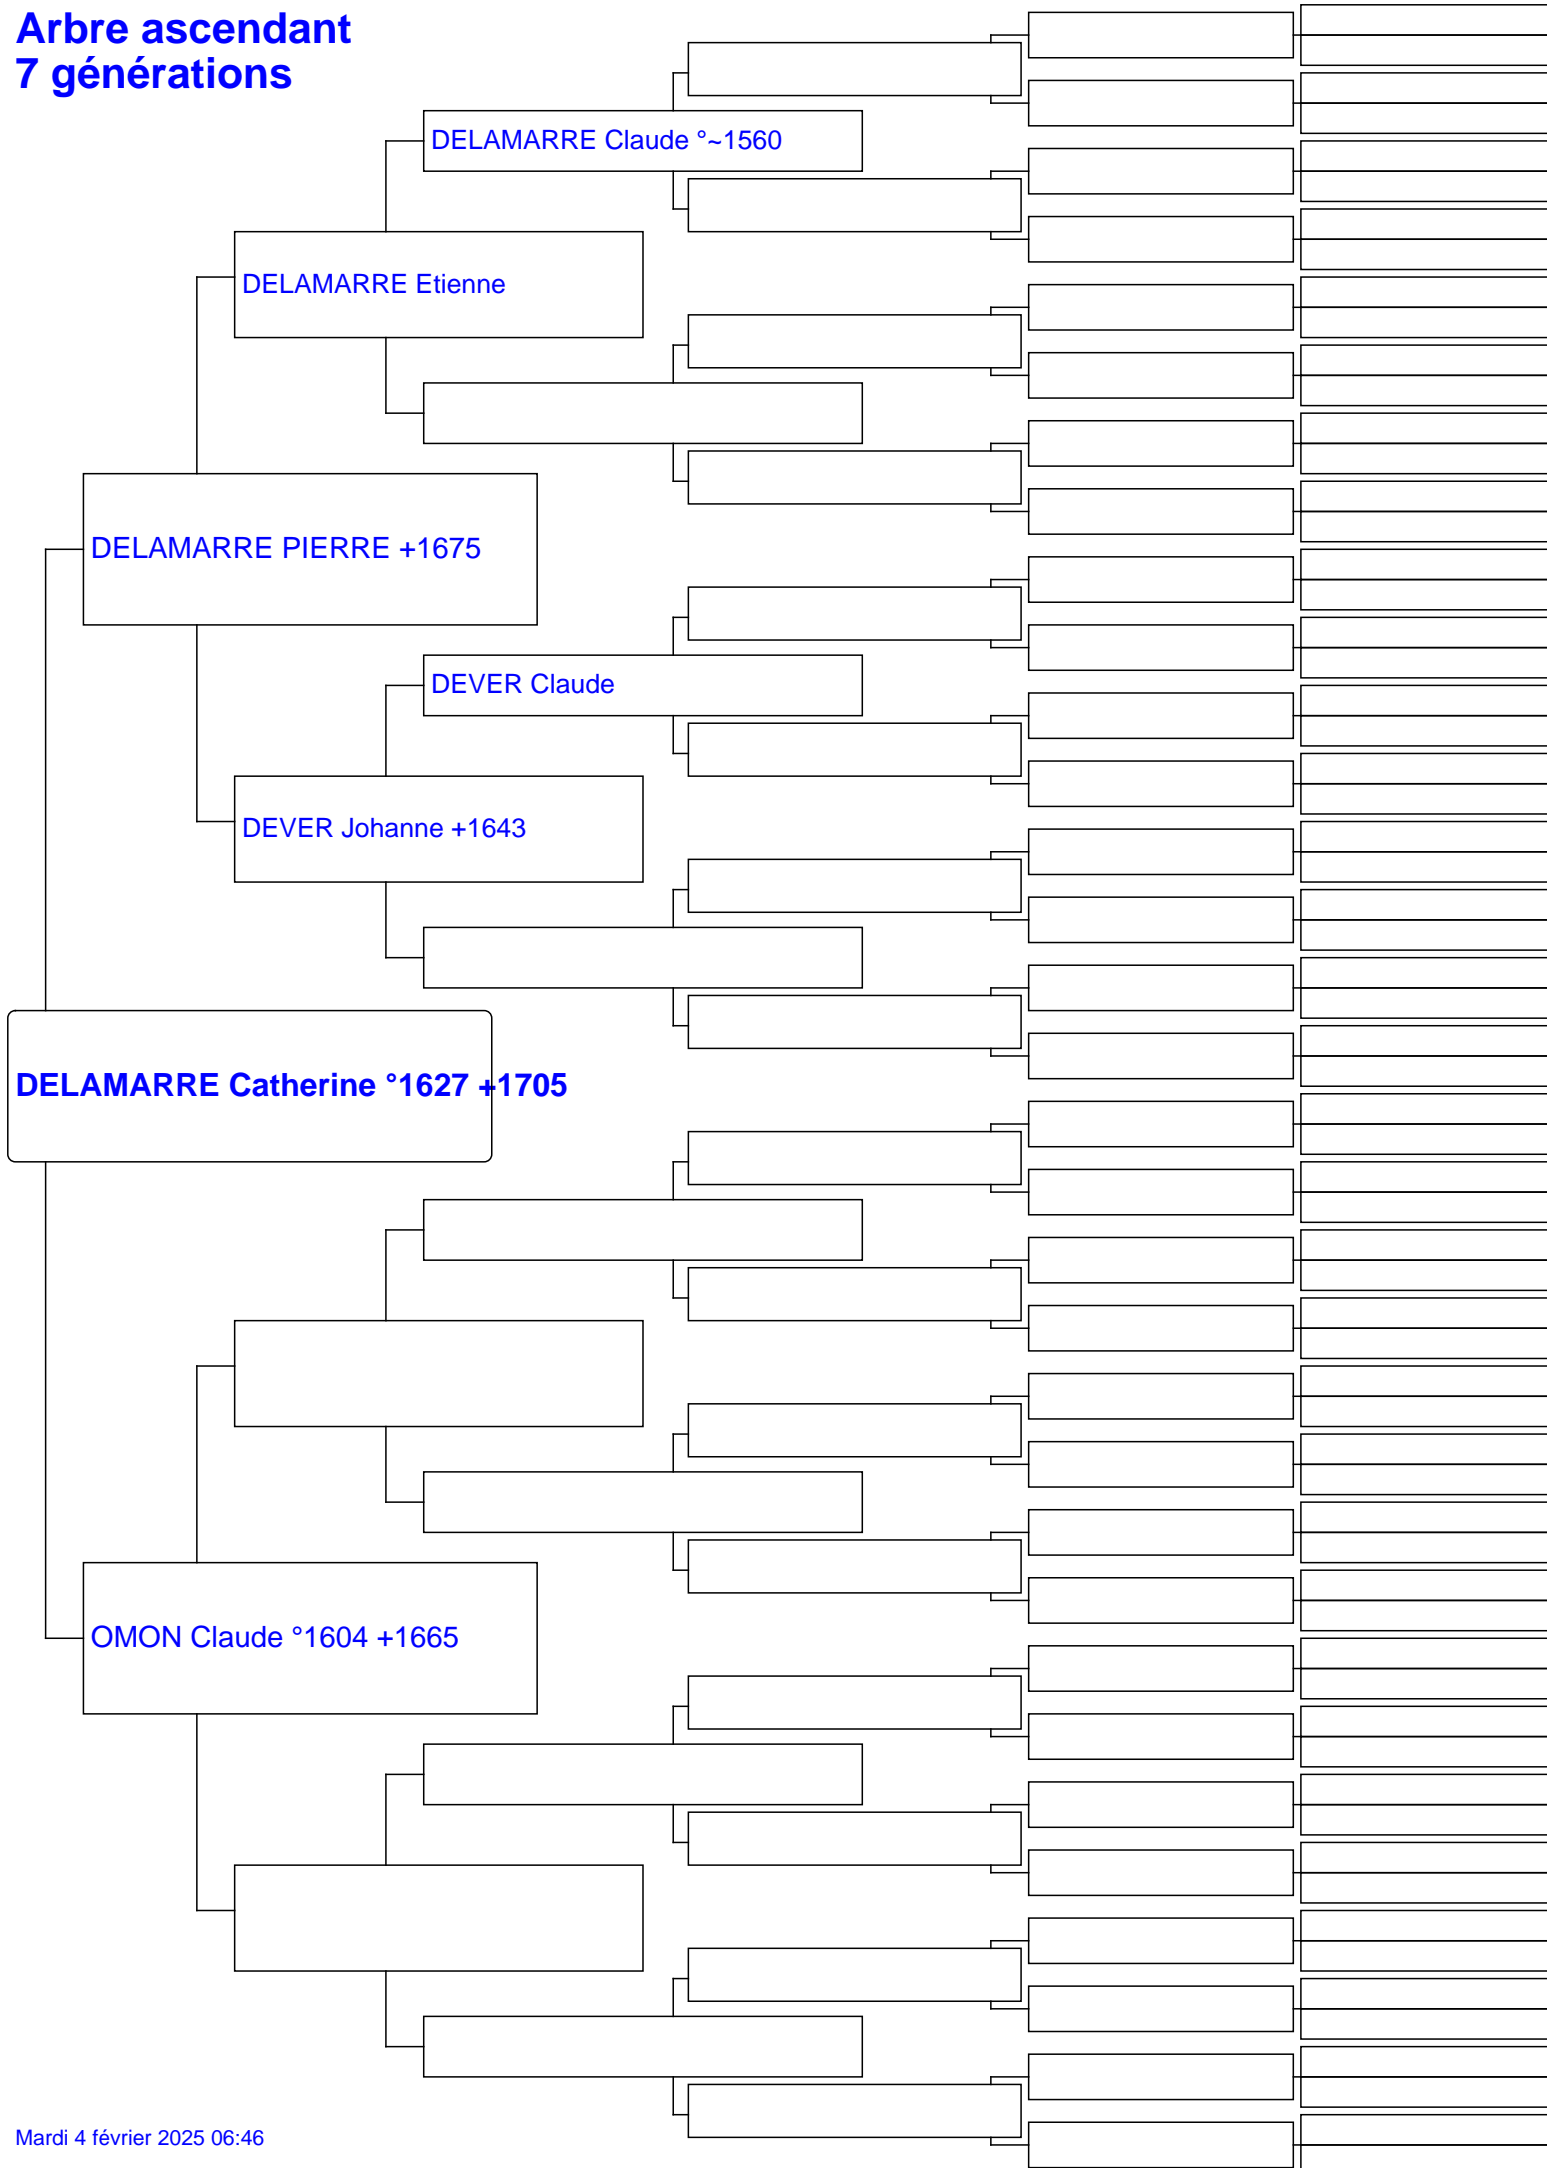 Arbre ascendant
7 générations
DELAMARRE Claude °~1560
DELAMARRE Etienne
DELAMARRE PIERRE +1675
DEVER Claude
DEVER Johanne +1643
DELAMARRE Catherine °1627 +1705
OMON Claude °1604 +1665
Mardi 4 février 2025 06:46